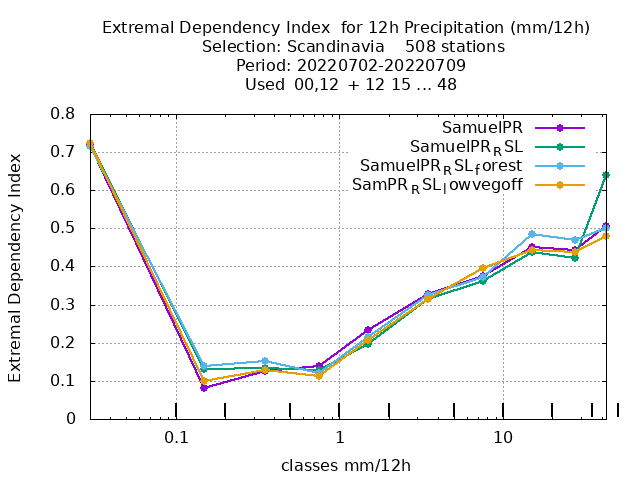 Extremal Dependency Index  for 12h Precipitation (mm/12h)
Selection: Scandinavia    508 stations
Period: 20220702-20220709
Used  00,12  + 12 15 ... 48
SamuelPR
SamuelPR_RSL
SamuelPR_RSL_forest
SamPR_RSL_lowvegoff
Extremal Dependency Index
0.8
0.7
0.6
0.5
0.4
0.3
0.2
0.1
0
0.1
1
10
classes mm/12h